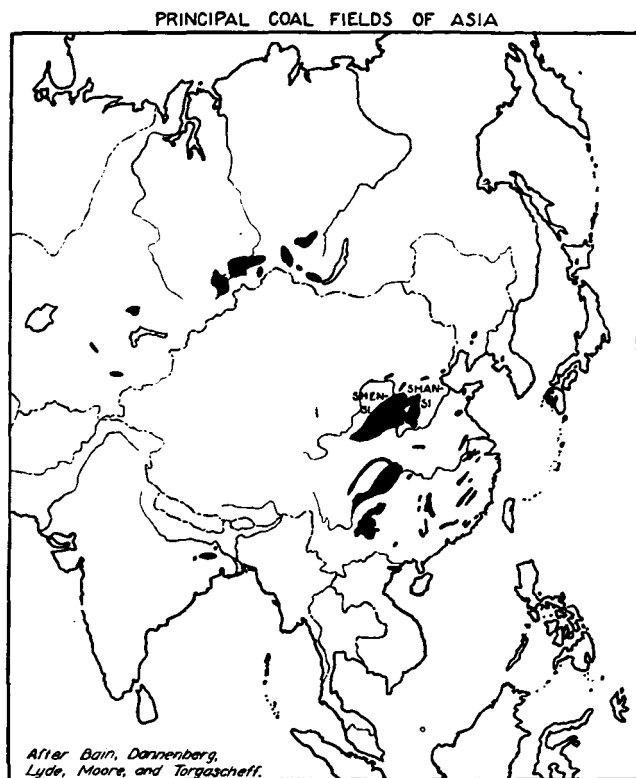 PRINCIPAL COAL FIELDS OF ASIA
SHEN-
SI
SHAN-
SI
After Bain, Dannenberg,
Lyde, Moore, and Torgascheff.